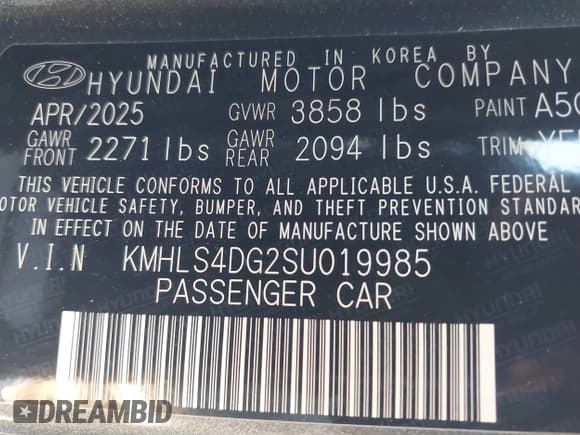 MANUFACTURED IN KOREA BY
HYUNDAI MOTOR COMPANY
APR/2025 GVWR 3858 lbs PAINT
GAWR FRONT 2271 lbs GAWR REAR 2094 lbs TRIM
THIS VEHICLE CONFORMS TO ALL APPLICABLE U.S.A. FEDERAL
MOTOR VEHICLE SAFETY, BUMPER, AND THEFT PREVENTION STANDAR
IN EFFECT ON THE DATE OF MANUFACTURE SHOWN ABOVE
V.I.N KMHLS4DG2SU019985
PASSENGER CAR
DREAMBID